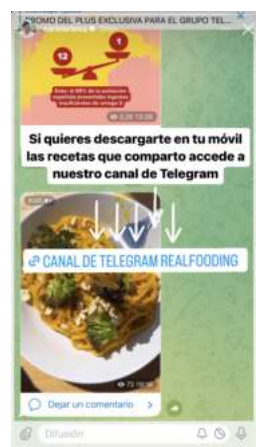 PROMO DEL PLUS EXCLUSIVA PARA EL GRUPO TEL...
12
1
Si quieres descargarte en tu móvil
las recetas que comparto accede a
nuestro canal de Telegram
CANAL DE TELEGRAM REALFOODING
Dejar un comentario
Difusión